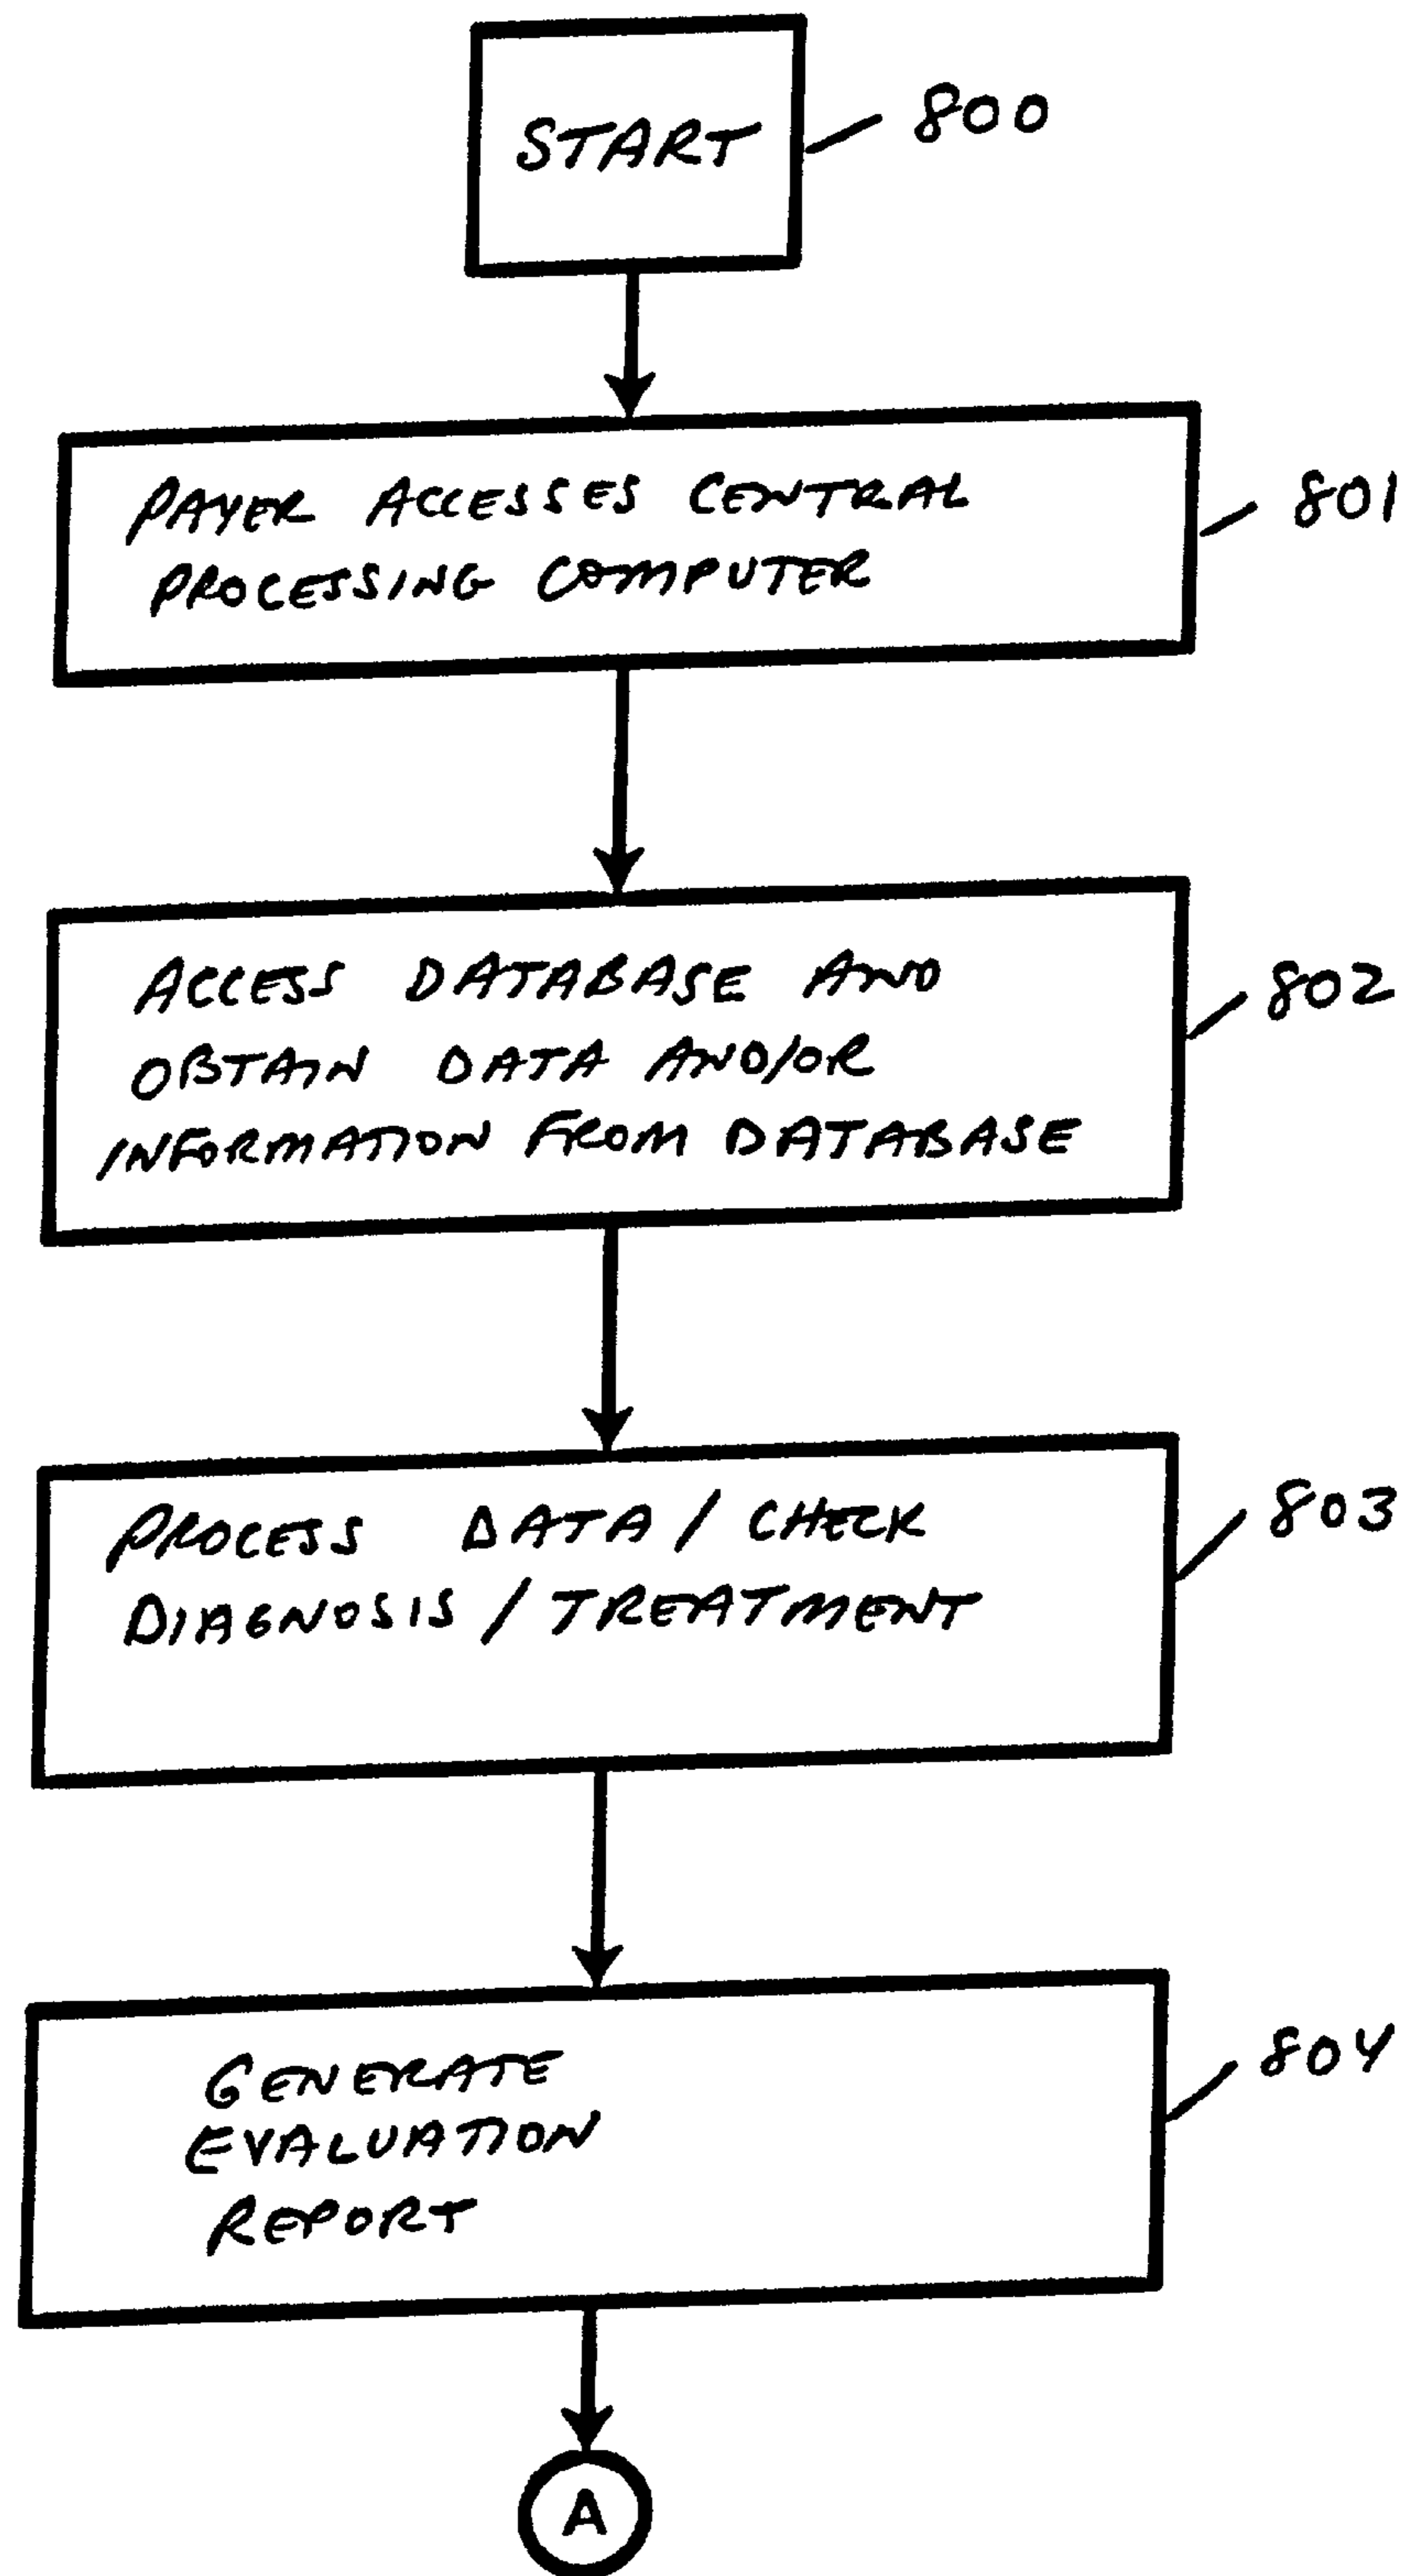 START
800
PAYER ACCESSES CENTRAL
PROCESSING COMPUTER
801
ACCESS DATABASE AND
OBTAIN DATA AND/OR
INFORMATION FROM DATABASE
802
PROCESS DATA / CHECK
DIAGNOSIS / TREATMENT
803
GENERATE
EVALUATION
REPORT
804
A